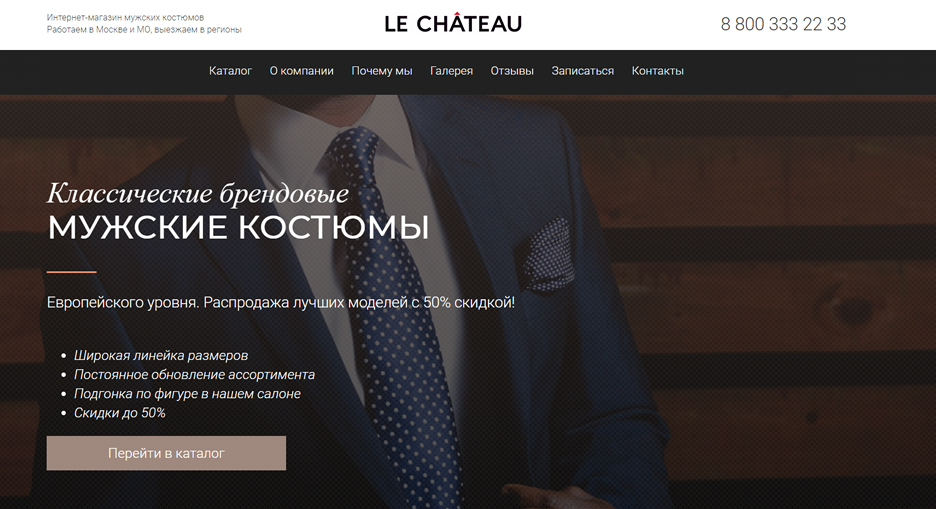 Интернет-магазин мужских костюмов
Работаем в Москве и МО, выезжаем в регионы
LE CHÂTEAU
8 800 333 22 33
Каталог О компании Почему мы Галерея Отзывы Записаться Контакты
Классические брендовые
МУЖСКИЕ КОСТЮМЫ
Европейского уровня. Распродажа лучших моделей с 50% скидкой!
• Широкая линейка размеров
• Постоянное обновление ассортимента
• Подгонка по фигуре в нашем салоне
• Скидки до 50%
Перейти в каталог